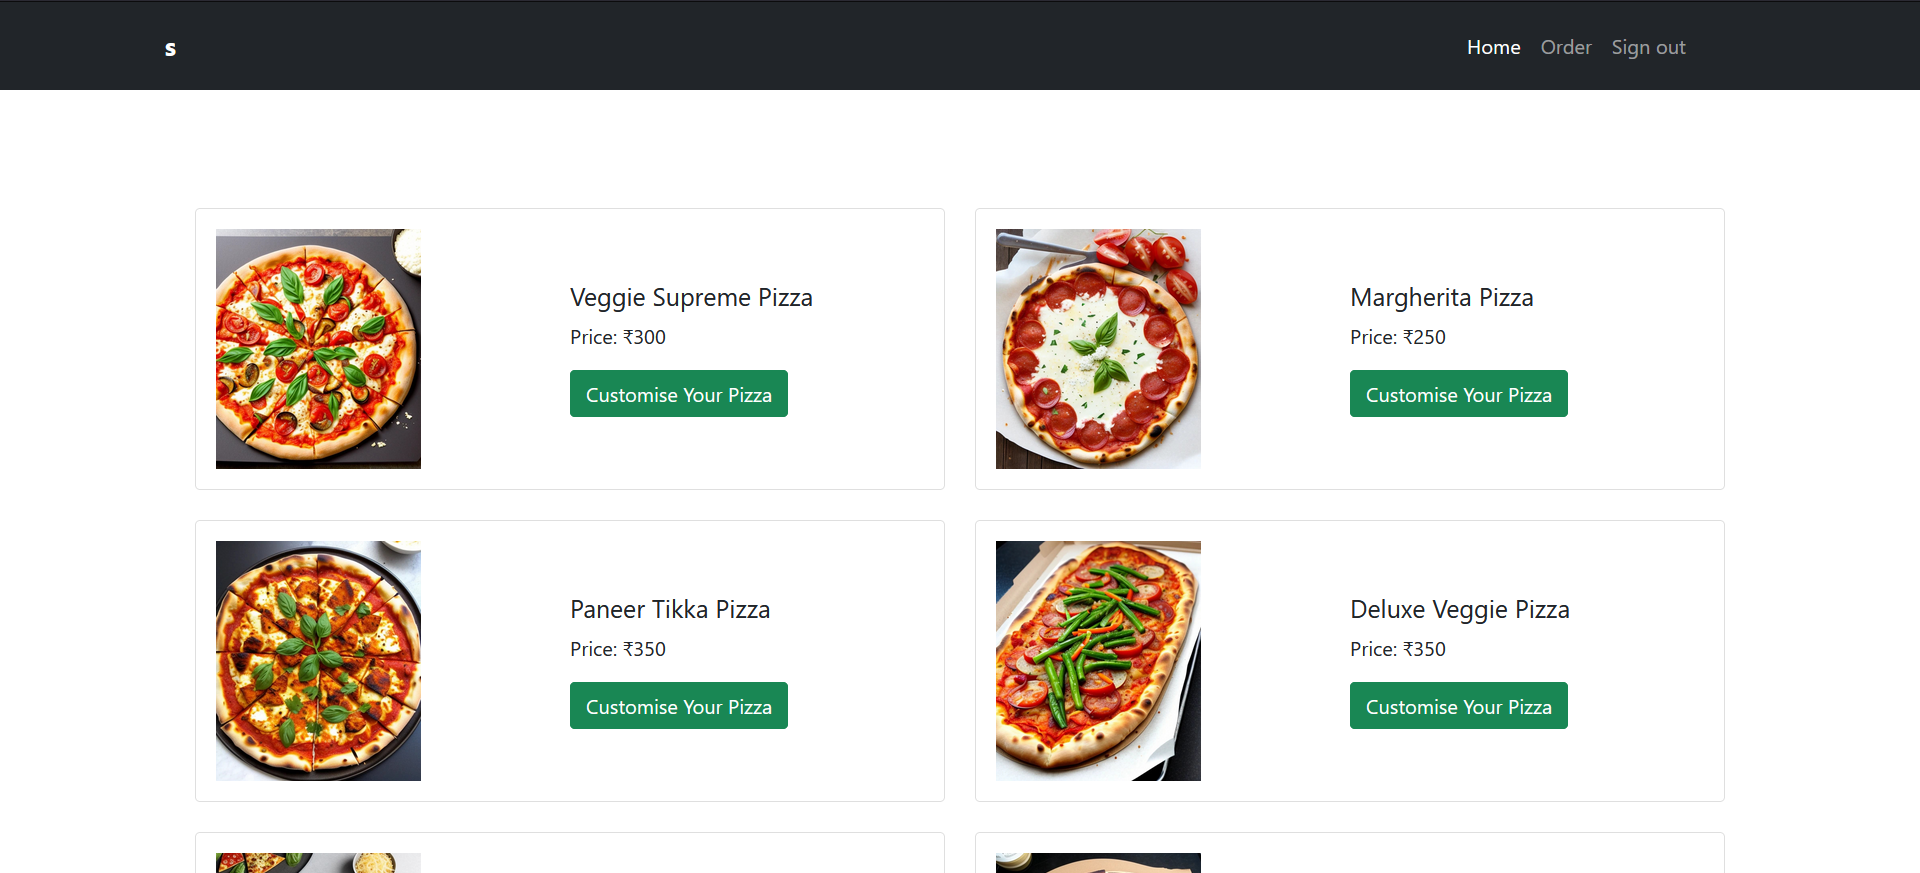 s
Home Order Sign out
Veggie Supreme Pizza
Price: ₹300
Customise Your Pizza
Margherita Pizza
Price: ₹250
Customise Your Pizza
Paneer Tikka Pizza
Price: ₹350
Customise Your Pizza
Deluxe Veggie Pizza
Price: ₹350
Customise Your Pizza